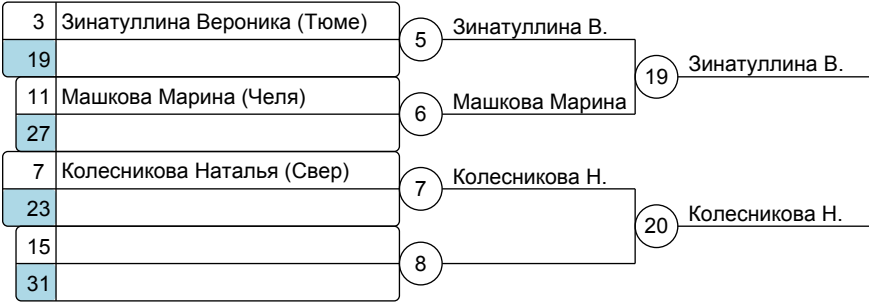 3 Зинатуллина Вероника (Тюме)
19
5 Зинатуллина В.
11 Машкова Марина (Челя)
27
6 Машкова Марина
19 Зинатуллина В.
7 Колесникова Наталья (Свер)
23
7 Колесникова Н.
15
31
8
20 Колесникова Н.